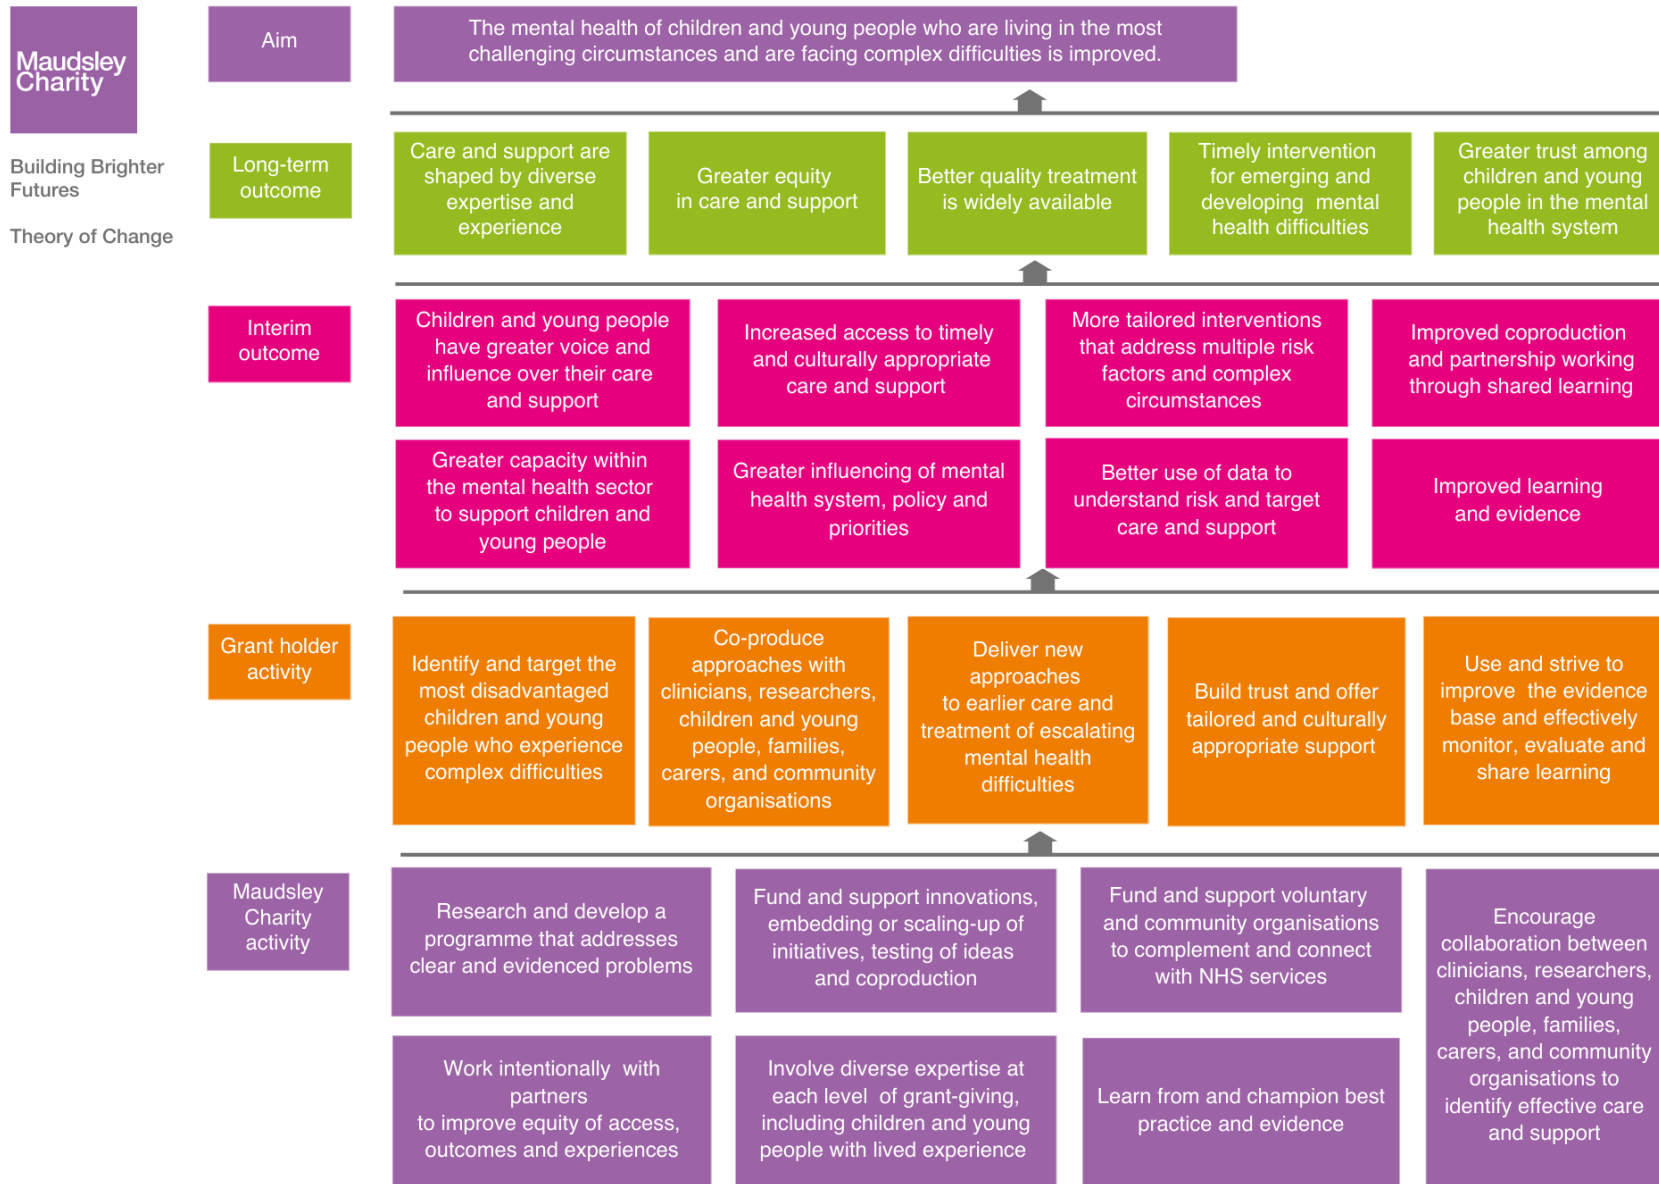 Maudsley
Charity
Building Brighter
Futures
Theory of Change
Aim
The mental health of children and young people who are living in the most
challenging circumstances and are facing complex difficulties is improved.
Long-term
outcome
Care and support are
shaped by diverse
expertise and
experience
Greater equity
in care and support
Better quality treatment
is widely available
Timely intervention
for emerging and
developing mental
health difficulties
Greater trust among
children and young
people in the mental
health system
Interim
outcome
Children and young people
have greater voice and
influence over their care
and support
Increased access to timely
and culturally appropriate
care and support
More tailored interventions
that address multiple risk
factors and complex
circumstances
Improved coproduction
and partnership working
through shared learning
Greater capacity within
the mental health sector
to support children and
young people
Greater influencing of mental
health system, policy and
priorities
Better use of data to
understand risk and target
care and support
Improved learning
and evidence
Grant holder
activity
Identify and target the
most disadvantaged
children and young
people who experience
complex difficulties
Co-produce
approaches with
clinicians, researchers,
children and young
people, families,
carers, and community
organisations
Deliver new
approaches
to earlier care and
treatment of escalating
mental health
difficulties
Build trust and offer
tailored and culturally
appropriate support
Use and strive to
improve the evidence
base and effectively
monitor, evaluate and
share learning
Maudsley
Charity
activity
Research and develop a
programme that addresses
clear and evidenced problems
Fund and support innovations,
embedding or scaling-up of
initiatives, testing of ideas
and coproduction
Fund and support voluntary
and community organisations
to complement and connect
with NHS services
Encourage
collaboration between
clinicians, researchers,
children and young
people, families,
carers, and community
organisations to
identify effective care
and support
Work intentionally with
partners
to improve equity of access,
outcomes and experiences
Involve diverse expertise at
each level of grant-giving,
including children and young
people with lived experience
Learn from and champion best
practice and evidence